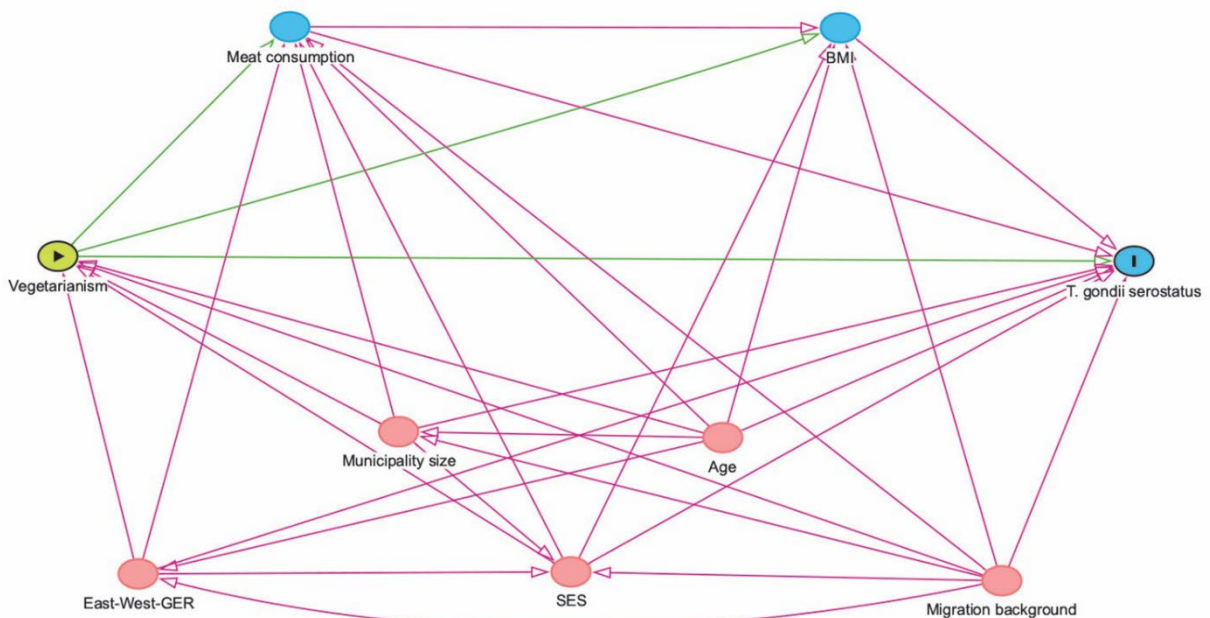 Meat consumption
BMI
Vegetarianism
T. gondii serostatus
Municipality size
Age
East-West-GER
SES
Migration background